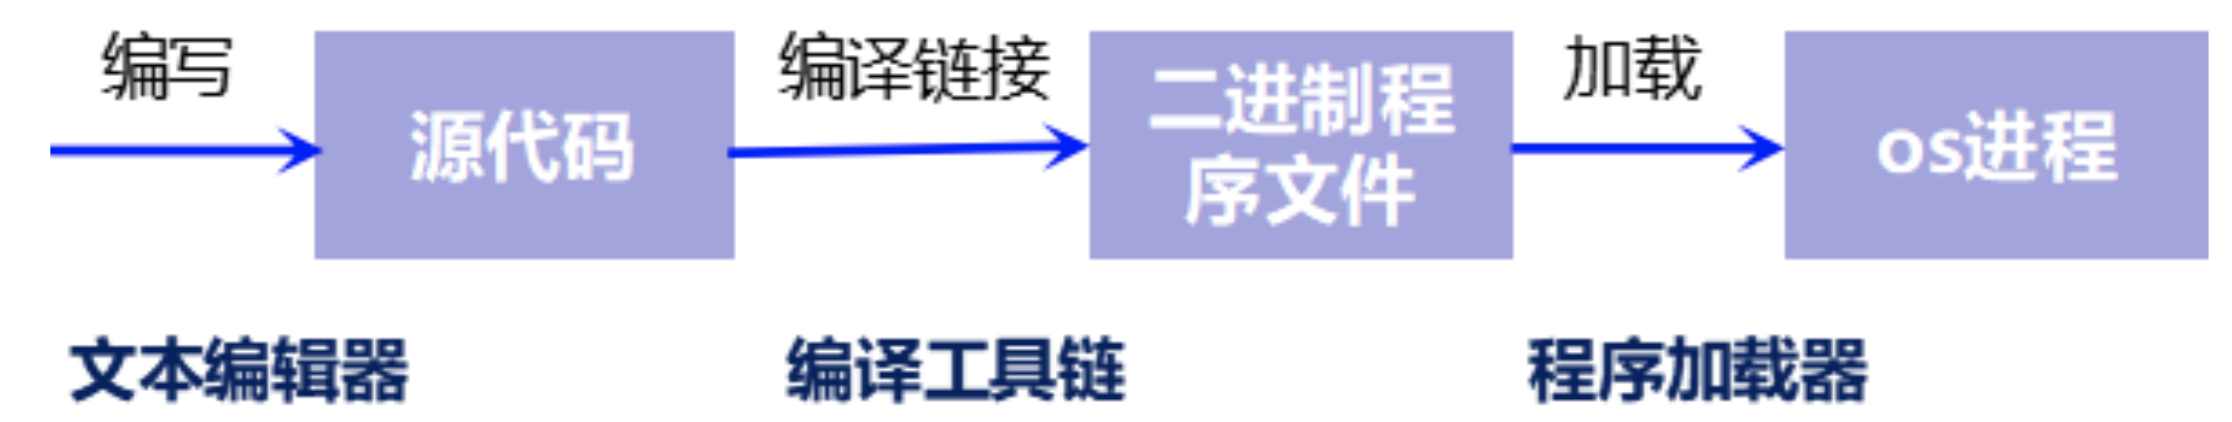 编写
源代码
编译链接
二进制程
序文件
加载
os进程
文本编辑器
编译工具链
程序加载器